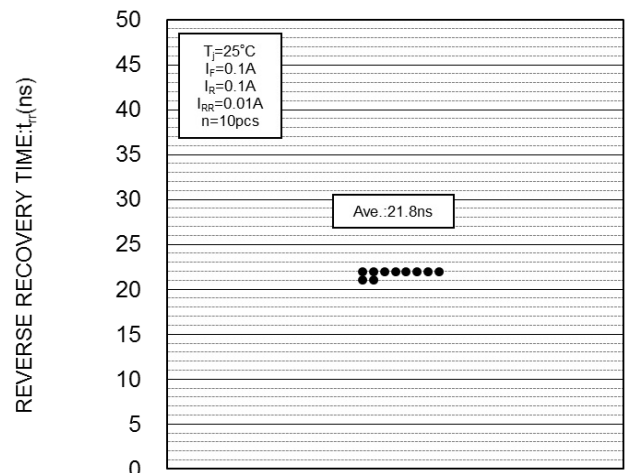 REVERSE RECOVERY TIME:trr(ns)
50
45
40
35
30
25
20
15
10
5
0
Tj=25°C
IF=0.1A
IR=0.1A
IRR=0.01A
n=10pcs
Ave.:21.8ns